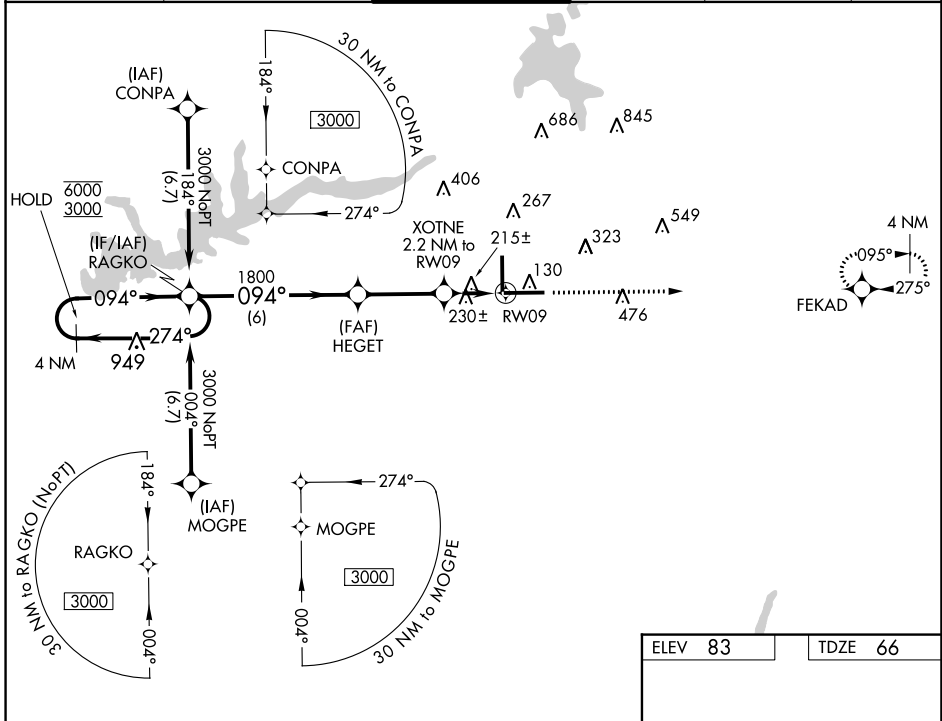 (IAF)
CONPA
184°
3000 NoPT
(6.7)
30 NM to CONPA
184°
3000
CONPA
274°
686
845
406
267
549
323
HOLD
6000
3000
(IF/IAF)
RAGKO
094°
274°
4 NM
949
1800
094°
(6)
(FAF)
HEGET
XOTNE
2.2 NM to
RW09
215±
130
230±
RW09
476
4 NM
095°
275°
FEKAD
3000 NoPT
004°
(6.7)
(IAF)
MOGPE
30 NM to RAGKO (NoPT)
184°
RAGKO
3000
004°
274°
MOGPE
3000
004°
30 NM to MOGPE
ELEV 83
TDZE 66